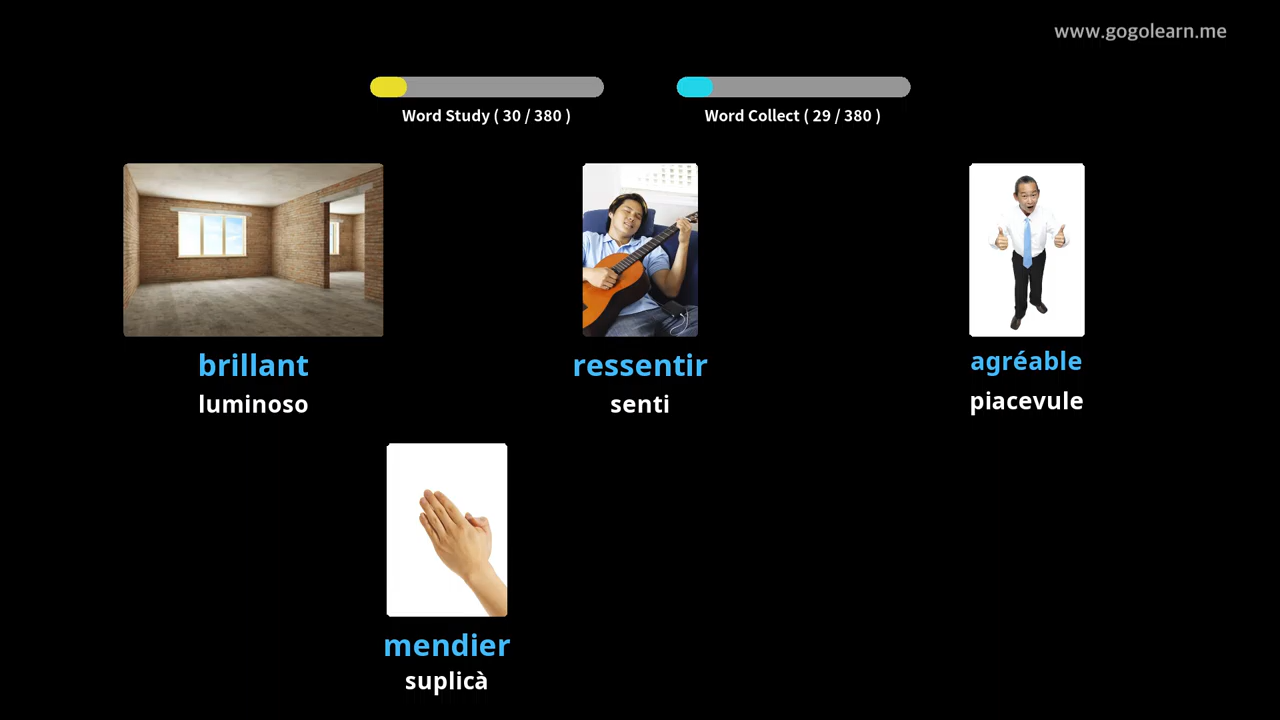 www.gogolearn.me
Word Study ( 30 / 380 )
Word Collect ( 29 / 380 )
brillant
luminoso
ressentir
senti
agréable
piacevule
mendier
suplicà